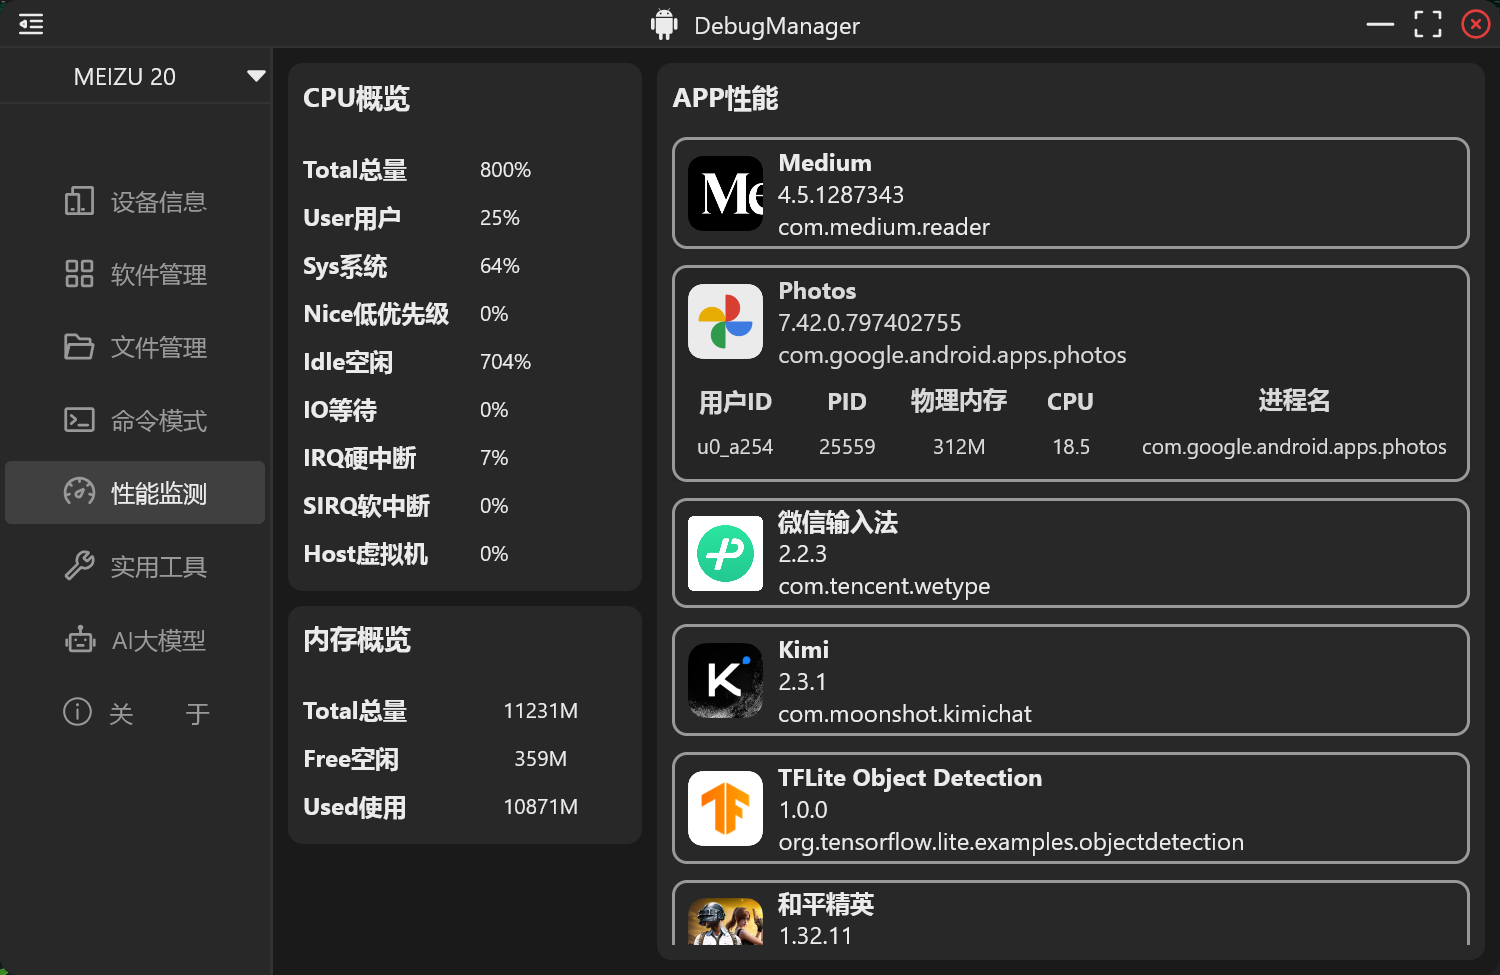 DebugManager
MEIZU 20
设备信息
软件管理
文件管理
命令模式
性能监测
实用工具
AI大模型
关 于
CPU概览
Total总量 800%
User用户 25%
Sys系统 64%
Nice低优先级 0%
Idle空闲 704%
IO等待 0%
IRQ硬中断 7%
SIRQ软中断 0%
Host虚拟机 0%
内存概览
Total总量 11231M
Free空闲 359M
Used使用 10871M
APP性能
Me
Medium
4.5.1287343
com.medium.reader
Photos
7.42.0.797402755
com.google.android.apps.photos
用户ID PID 物理内存 CPU 进程名
u0_a254 25559 312M 18.5 com.google.android.apps.photos
微信输入法
2.2.3
com.tencent.wetype
K
Kimi
2.3.1
com.moonshot.kimichat
TFLite Object Detection
1.0.0
org.tensorflow.lite.examples.objectdetection
和平精英
1.32.11